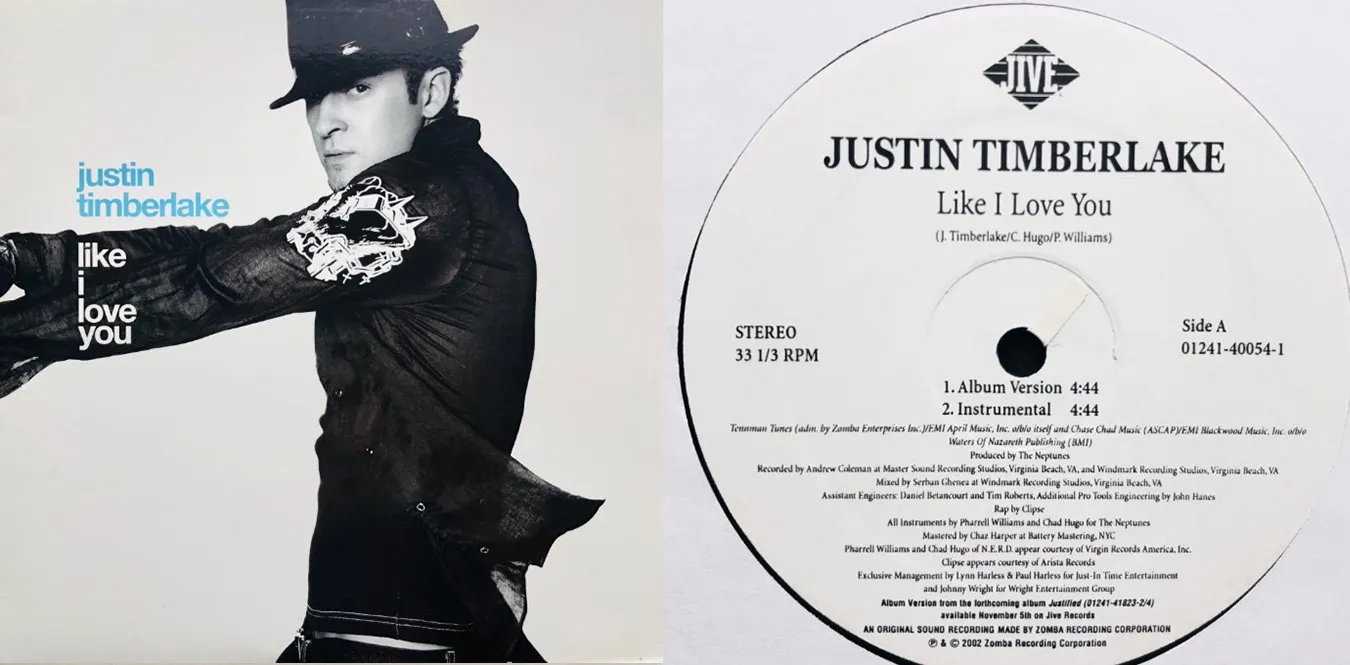 justin
timberlake
like
i
love
you
JIVE
JUSTIN TIMBERLAKE
Like I Love You
(J. Timberlake/C. Hugo/P. Williams)
STEREO
33 1/3 RPM
Side A
01241-40054-1
1. Album Version 4:44
2. Instrumental 4:44
Tennman Tunes (adm. by Zomba Enterprises Inc.)/EMI April Music, Inc. o/b/o itself and Chase Chad Music (ASCAP)/EMI Blackwood Music, Inc. o/b/o
Waters Of Nazareth Publishing (BMI)
Produced by The Neptunes
Recorded by Andrew Coleman at Master Sound Recording Studios, Virginia Beach, VA, and Windmark Recording Studios, Virginia Beach, VA
Mixed by Serban Ghenea at Windmark Recording Studios, Virginia Beach, VA
Assistant Engineers: Daniel Betancourt and Tim Roberts, Additional Pro Tools Engineering by John Hanes
Rap by Clipse
All Instruments by Pharrell Williams and Chad Hugo for The Neptunes
Mastered by Chaz Harper at Battery Mastering, NYC
Pharrell Williams and Chad Hugo of N.E.R.D. appear courtesy of Virgin Records America, Inc.
Clipse appears courtesy of Arista Records
Exclusive Management by Lynn Harless & Paul Harless for Just-In Time Entertainment
and Johnny Wright for Wright Entertainment Group
Album Version from the forthcoming album Justified (01241-41823-2/4)
available November 5th on Jive Records
AN ORIGINAL SOUND RECORDING MADE BY ZOMBA RECORDING CORPORATION
℗ & © 2002 Zomba Recording Corporation